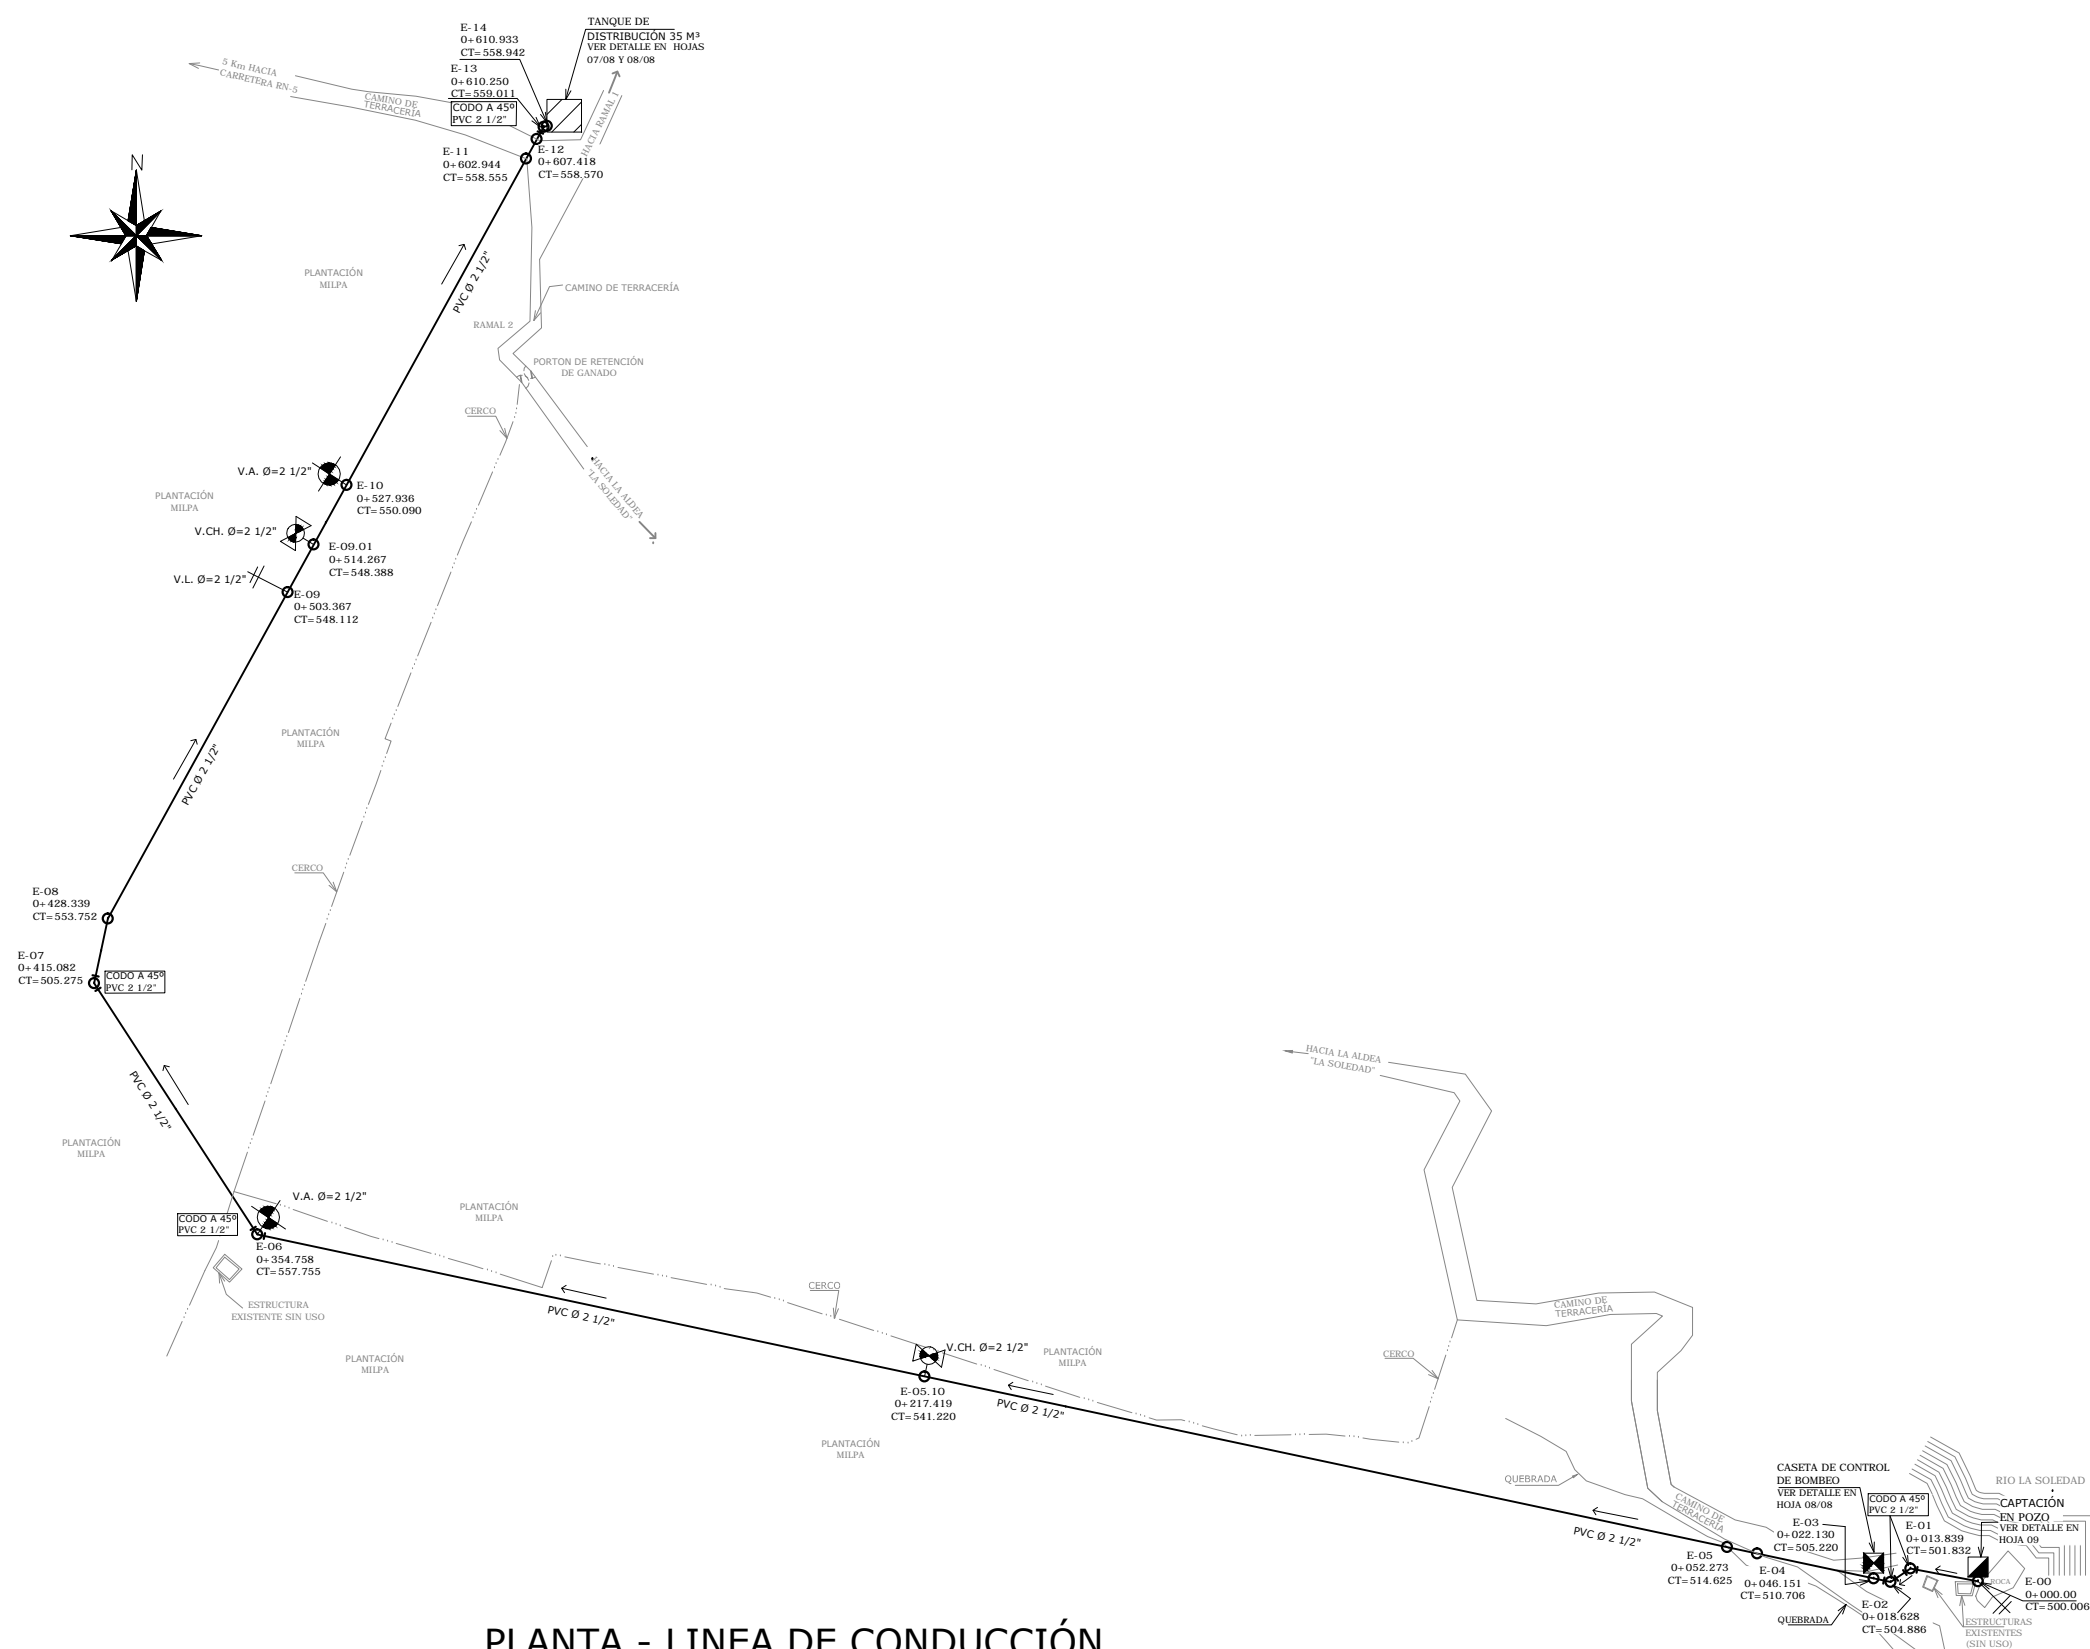 E-14
0+610.933
CT=558.942
TANQUE DE
DISTRIBUCIÓN 35 M³
VER DETALLE EN HOJAS
07/08 Y 08/08
E-13
0+610.250
CT=559.011
CODO A 45º
PVC 2 1/2"
5 Km HACIA
CARRETERA RN-5
CAMINO DE
TERRACERÍA
HACIA RAMAL 1
E-11
0+602.944
CT=558.555
E-12
0+607.418
CT=558.570
N
PLANTACIÓN
MILPA
PVC Ø 2 1/2"
CAMINO DE TERRACERÍA
RAMAL 2
PORTON DE RETENCIÓN
DE GANADO
CERCO
V.A. Ø=2 1/2"
E-10
0+527.936
CT=550.090
HACIA LA ALDEA
"LA SOLEDAD"
PLANTACIÓN
MILPA
V.CH. Ø=2 1/2"
E-09.01
0+514.267
CT=548.388
V.L. Ø=2 1/2"
E-09
0+503.367
CT=548.112
PLANTACIÓN
MILPA
PVC Ø 2 1/2"
CERCO
E-08
0+428.339
CT=553.752
E-07
0+415.082
CT=505.275
CODO A 45º
PVC 2 1/2"
PVC Ø 2 1/2"
HACIA LA ALDEA
"LA SOLEDAD"
PLANTACIÓN
MILPA
V.A. Ø=2 1/2"
CODO A 45º
PVC 2 1/2"
PLANTACIÓN
MILPA
E-06
0+354.758
CT=557.755
ESTRUCTURA
EXISTENTE SIN USO
CERCO
PVC Ø 2 1/2"
CAMINO DE
TERRACERÍA
PLANTACIÓN
MILPA
V.CH. Ø=2 1/2"
PLANTACIÓN
MILPA
CERCO
E-05.10
0+217.419
CT=541.220
PVC Ø 2 1/2"
PLANTACIÓN
MILPA
QUEBRADA
CASETA DE CONTROL
DE BOMBEO
VER DETALLE EN
HOJA 08/08
CODO A 45º
PVC 2 1/2"
RIO LA SOLEDAD
CAPTACIÓN
EN POZO
VER DETALLE EN
HOJA 09
CAMINO DE
TERRACERÍA
PVC Ø 2 1/2"
E-03
0+022.130
CT=505.220
E-01
0+013.839
CT=501.832
E-05
0+052.273
CT=514.625
E-04
0+046.151
CT=510.706
ROCA
E-00
0+000.00
CT=500.006
E-02
0+018.628
CT=504.886
QUEBRADA
ESTRUCTURAS
EXISTENTES
(SIN USO)
PLANTA - LINEA DE CONDUCCIÓN